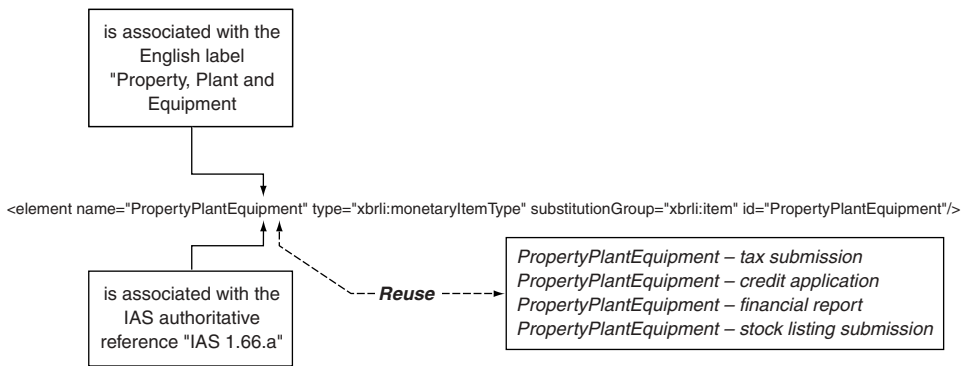 is associated with the
English label
"Property, Plant and
Equipment
<element name="PropertyPlantEquipment" type="xbrli:monetaryItemType" substitutionGroup="xbrli:item" id="PropertyPlantEquipment"/>
is associated with the
IAS authoritative
reference "IAS 1.66.a"
Reuse
PropertyPlantEquipment – tax submission
PropertyPlantEquipment – credit application
PropertyPlantEquipment – financial report
PropertyPlantEquipment – stock listing submission